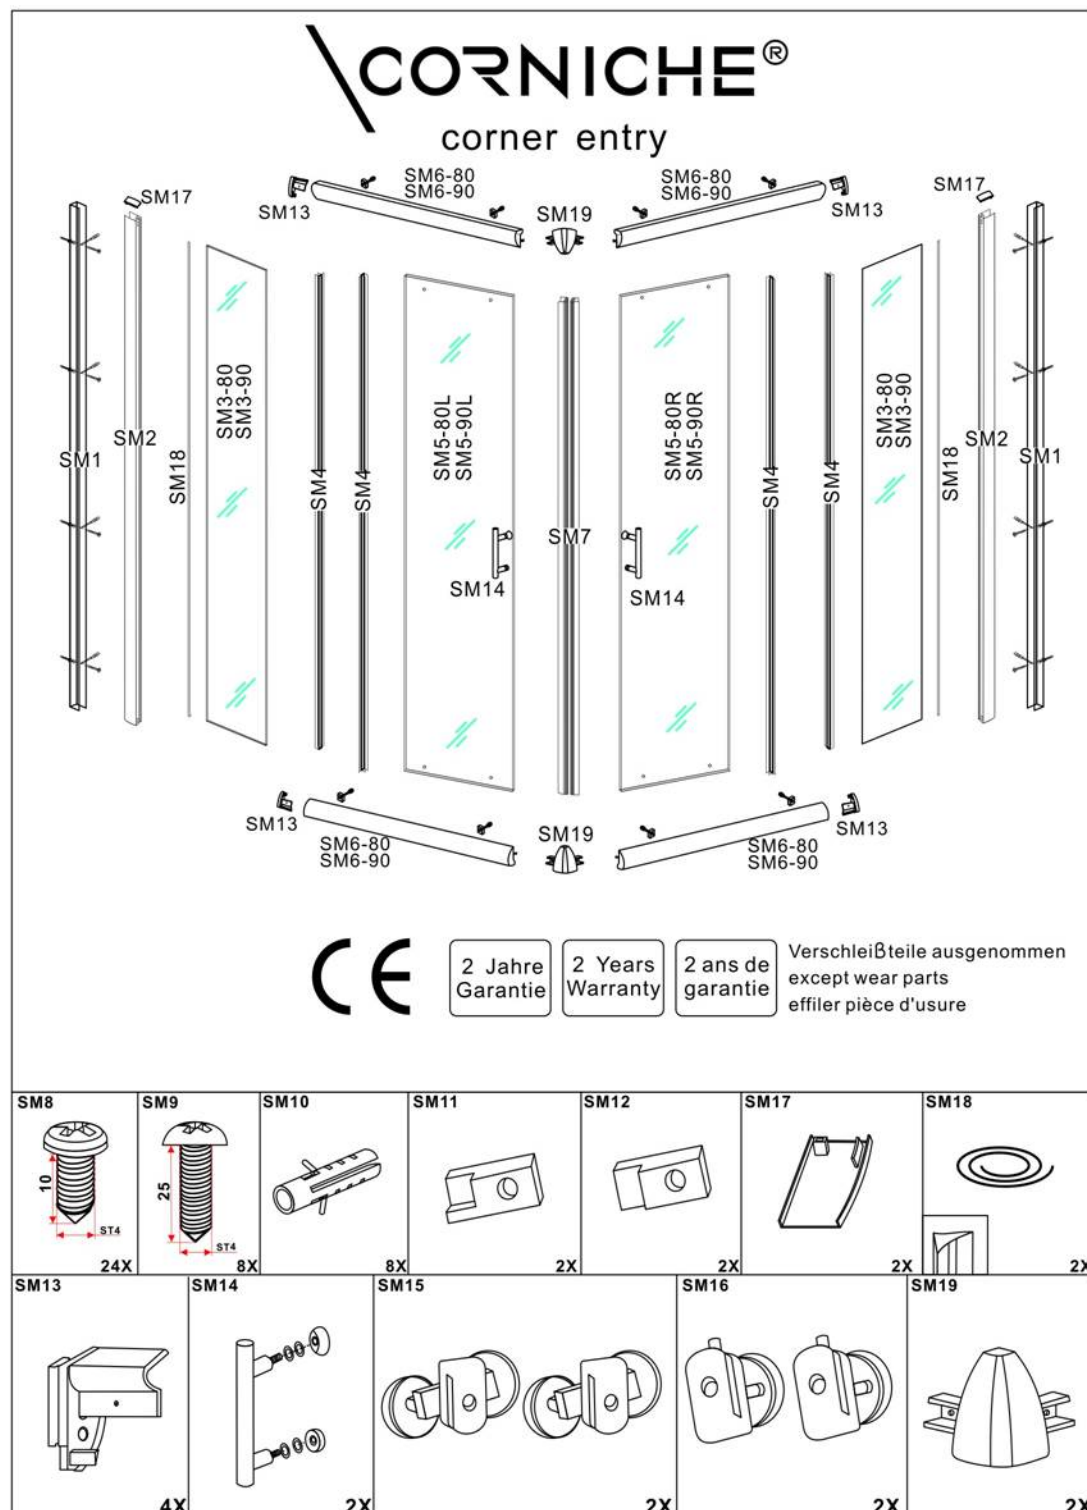 CORNICHE®
corner entry
SM17
SM13
SM6-80
SM6-90
SM19
SM6-80
SM6-90
SM13
SM17
SM1
SM2
SM18
SM3-80
SM3-90
SM4
SM4
SM5-80L
SM5-90L
SM14
SM7
SM5-80R
SM5-90R
SM14
SM4
SM4
SM3-80
SM3-90
SM18
SM2
SM1
SM13
SM6-80
SM6-90
SM19
SM6-80
SM6-90
SM13
CE
2 Jahre
Garantie
2 Years
Warranty
2 ans de
garantie
Verschleißteile ausgenommen
except wear parts
effiler pièce d'usure
SM8
10
ST4
24X
SM9
25
ST4
8X
SM10
8X
SM11
2X
SM12
2X
SM17
2X
SM18
2X
SM13
4X
SM14
2X
SM15
2X
SM16
2X
SM19
2X